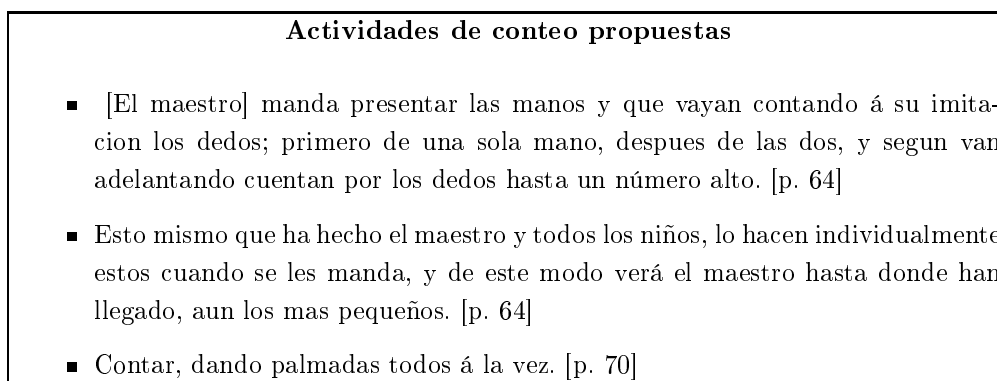 Actividades de conteo propuestas
▪ [El maestro] manda presentar las manos y que vayan contando á su imita-
cion los dedos; primero de una sola mano, despues de las dos, y segun van
adelantando cuentan por los dedos hasta un número alto. [p. 64]
▪ Esto mismo que ha hecho el maestro y todos los niños, lo hacen individualmente
estos cuando se les manda, y de este modo verá el maestro hasta donde han
llegado, aun los mas pequeños. [p. 64]
▪ Contar, dando palmadas todos á la vez. [p. 70]